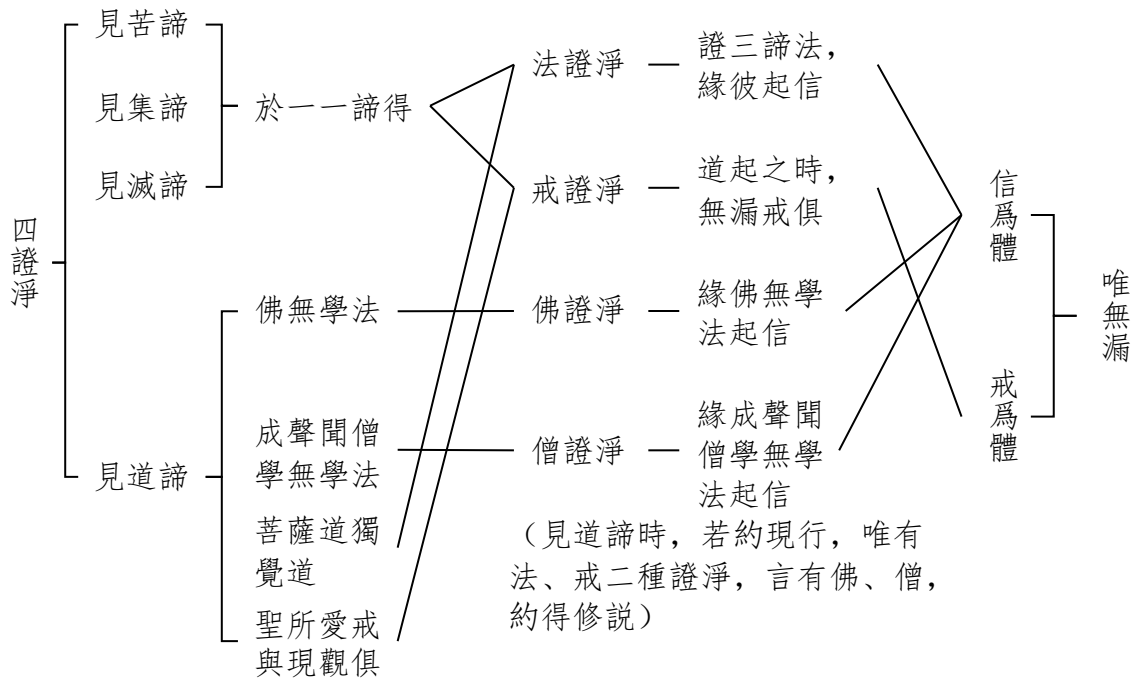 四證淨
見苦諦
見集諦
見滅諦
見道諦
於一一諦得
佛無學法
成聲聞僧
學無學法
菩薩道獨
覺道
聖所愛戒
與現觀俱
法證淨
戒證淨
佛證淨
僧證淨
證三諦法，
緣彼起信
道起之時，
無漏戒俱
緣佛無學
法起信
緣成聲聞
僧學無學
法起信
（見道諦時，若約現行，唯有
法、戒二種證淨，言有佛、僧，
約得修説）
信爲體
戒爲體
唯無漏